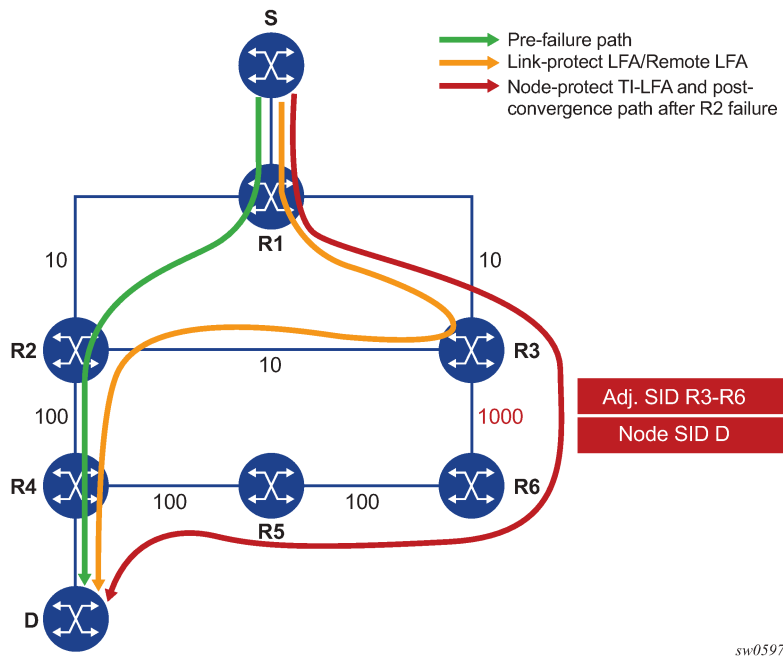 S
Pre-failure path
Link-protect LFA/Remote LFA
Node-protect TI-LFA and post-
convergence path after R2 failure
R1
10
10
R2
R3
10
Adj. SID R3-R6
100
1000
Node SID D
R4
R6
100
100
R5
D
sw0597